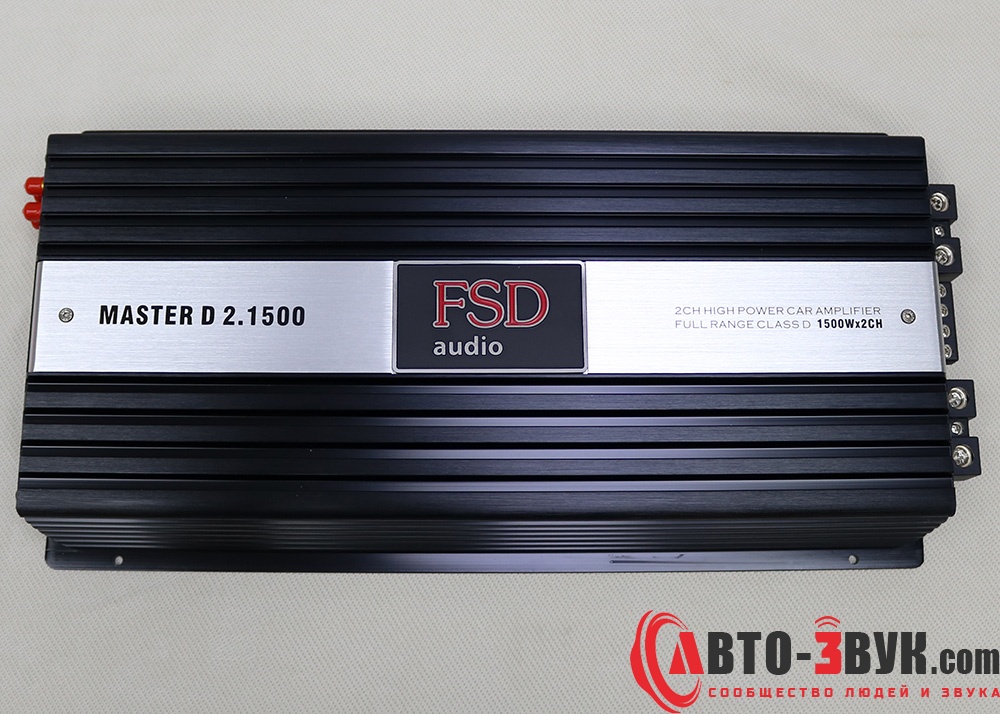 MASTER D 2.1500
FSD
audio
2CH HIGH POWER CAR AMPLIFIER
FULL RANGE CLASS D 1500Wx2CH
АВТО-ЗВУК.com
СООБЩЕСТВО ЛЮДЕЙ И ЗВУКА